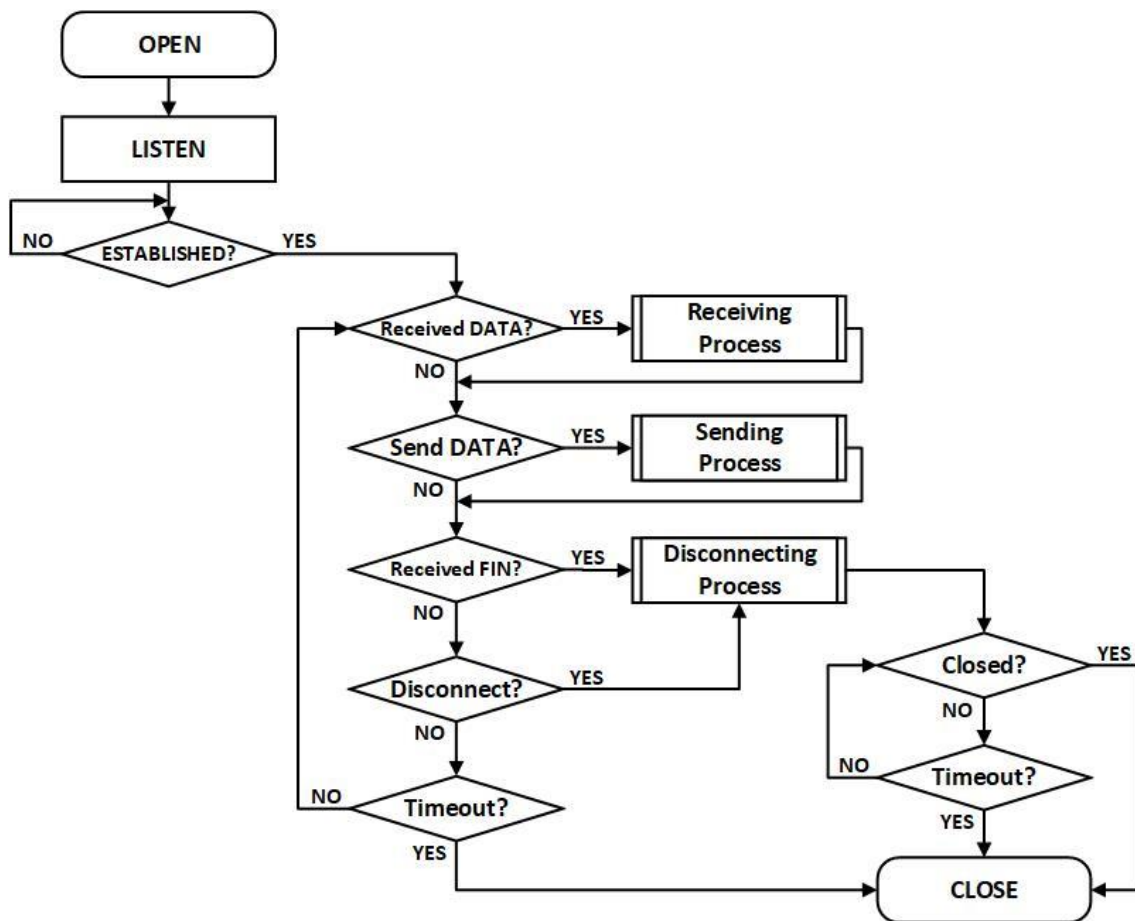 OPEN
LISTEN
NO
ESTABLISHED?
YES
Received DATA?
YES
Receiving
Process
NO
Send DATA?
YES
Sending
Process
NO
Received FIN?
YES
Disconnecting
Process
NO
Closed?
YES
Disconnect?
YES
NO
NO
NO
Timeout?
NO
Timeout?
YES
YES
CLOSE